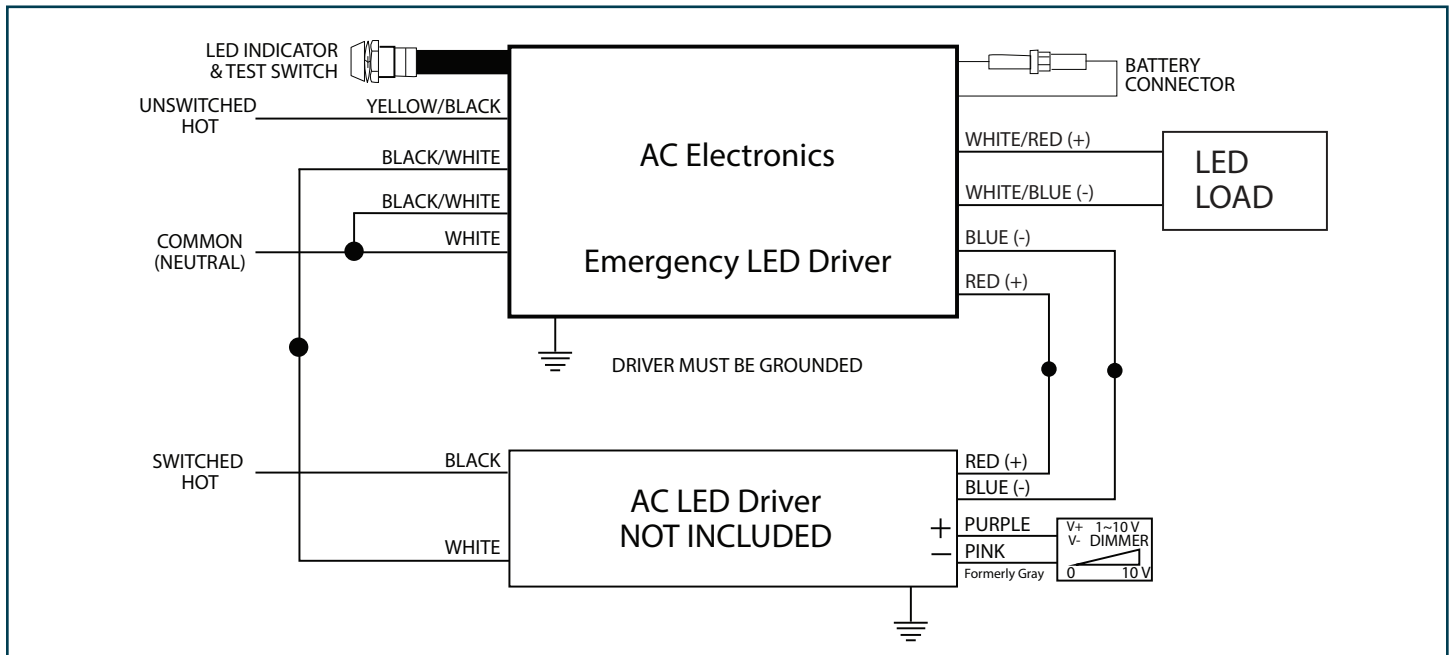 LED INDICATOR
& TEST SWITCH
UNSWITCHED
HOT
YELLOW/BLACK
BLACK/WHITE
BLACK/WHITE
COMMON
(NEUTRAL)
WHITE
AC Electronics
Emergency LED Driver
BATTERY
CONNECTOR
WHITE/RED (+)
WHITE/BLUE (-)
LED
LOAD
BLUE (-)
RED (+)
DRIVER MUST BE GROUNDED
SWITCHED
HOT
BLACK
WHITE
AC LED Driver
NOT INCLUDED
RED (+)
BLUE (-)
+ PURPLE
− PINK
Formerly Gray
V+ 1~10 V
V- DIMMER
0 10 V